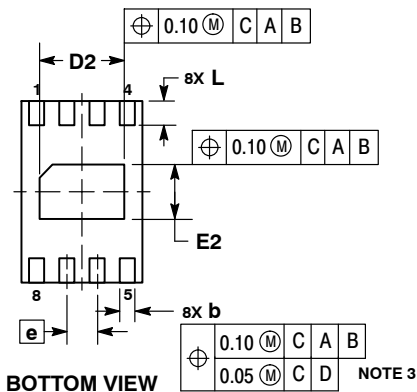 ⌖ 0.10 Ⓜ C A B
D2
8X L
1 4
⌖ 0.10 Ⓜ C A B
E2
8 5
8X b
e
⌖ 0.10 Ⓜ C A B
0.05 Ⓜ C D NOTE 3
BOTTOM VIEW